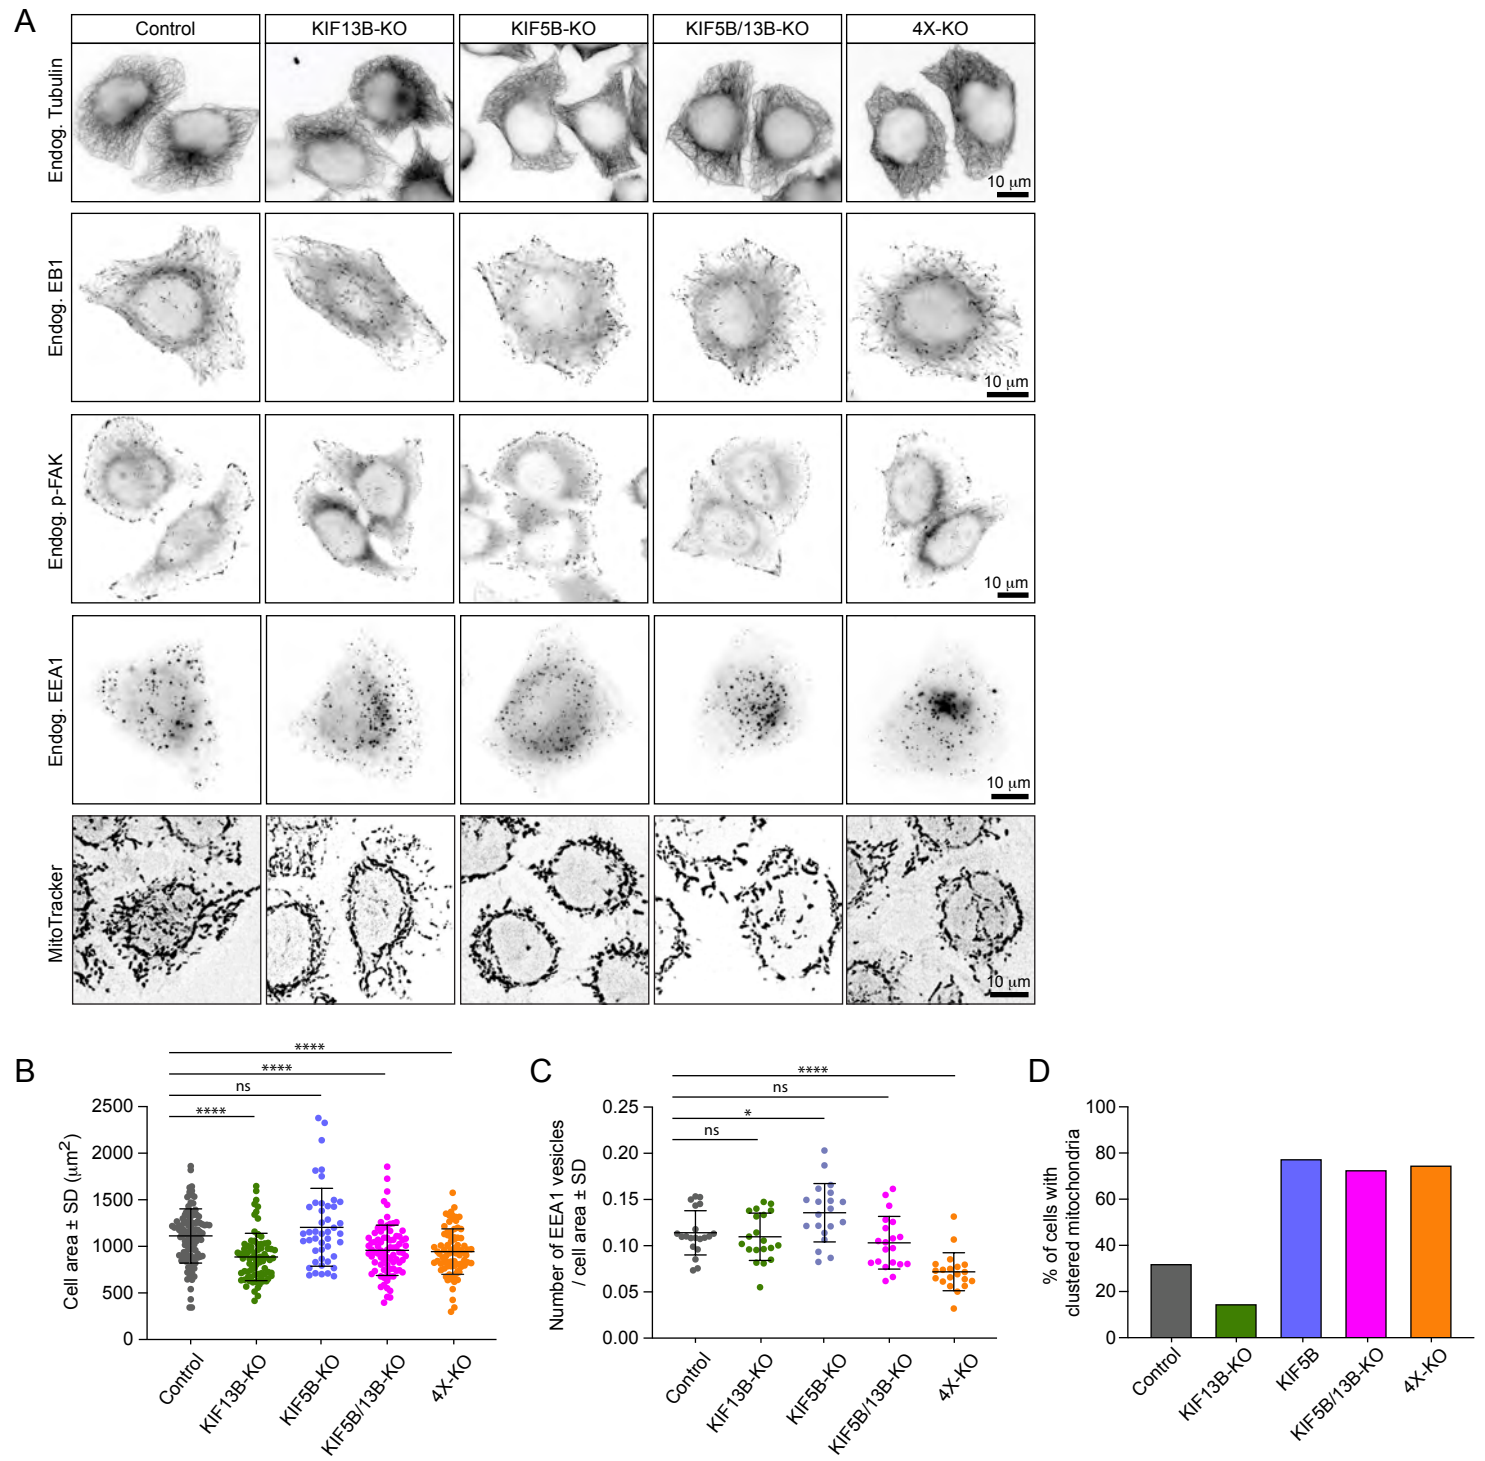 A
Control
KIF13B-KO
KIF5B-KO
KIF5B/13B-KO
4X-KO
Endog. Tubulin
10 μm
Endog. EB1
10 μm
Endog. p-FAK
10 μm
Endog. EEA1
10 μm
MitoTracker
10 μm
B
****
****
ns
****
Cell area ± SD (μm²)
2500
2000
1500
1000
500
0
Control
KIF13B-KO
KIF5B-KO
KIF5B/13B-KO
4X-KO
C
****
ns
*
ns
Number of EEA1 vesicles
/ cell area ± SD
0.25
0.20
0.15
0.10
0.05
0.00
Control
KIF13B-KO
KIF5B-KO
KIF5B/13B-KO
4X-KO
D
% of cells with
clustered mitochondria
100
80
60
40
20
0
Control
KIF13B-KO
KIF5B
KIF5B/13B-KO
4X-KO